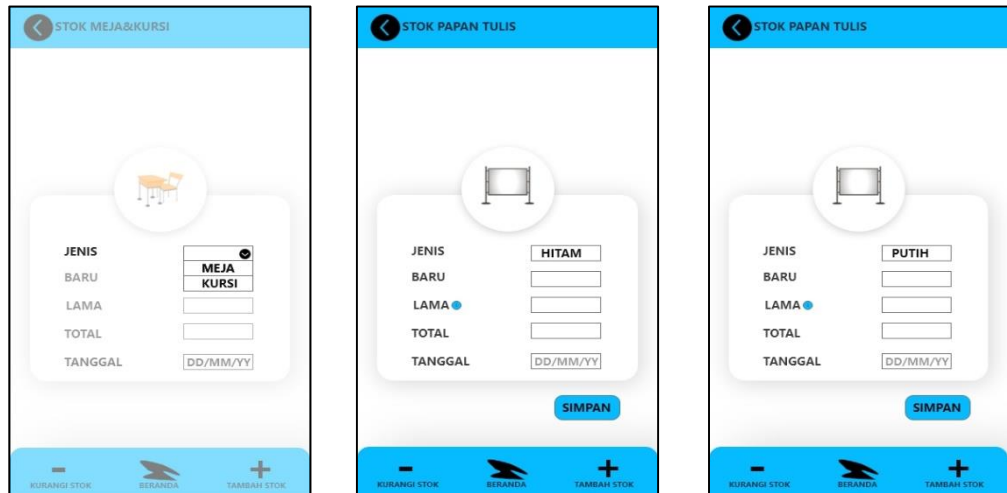 STOK MEJA&KURSI
JENIS
MEJA
BARU
KURSI
LAMA
TOTAL
TANGGAL DD/MM/YY
KURANGI STOK BERANDA TAMBAH STOK
STOK PAPAN TULIS
JENIS HITAM
BARU
LAMA
TOTAL
TANGGAL DD/MM/YY
SIMPAN
KURANGI STOK BERANDA TAMBAH STOK
STOK PAPAN TULIS
JENIS PUTIH
BARU
LAMA
TOTAL
TANGGAL DD/MM/YY
SIMPAN
KURANGI STOK BERANDA TAMBAH STOK